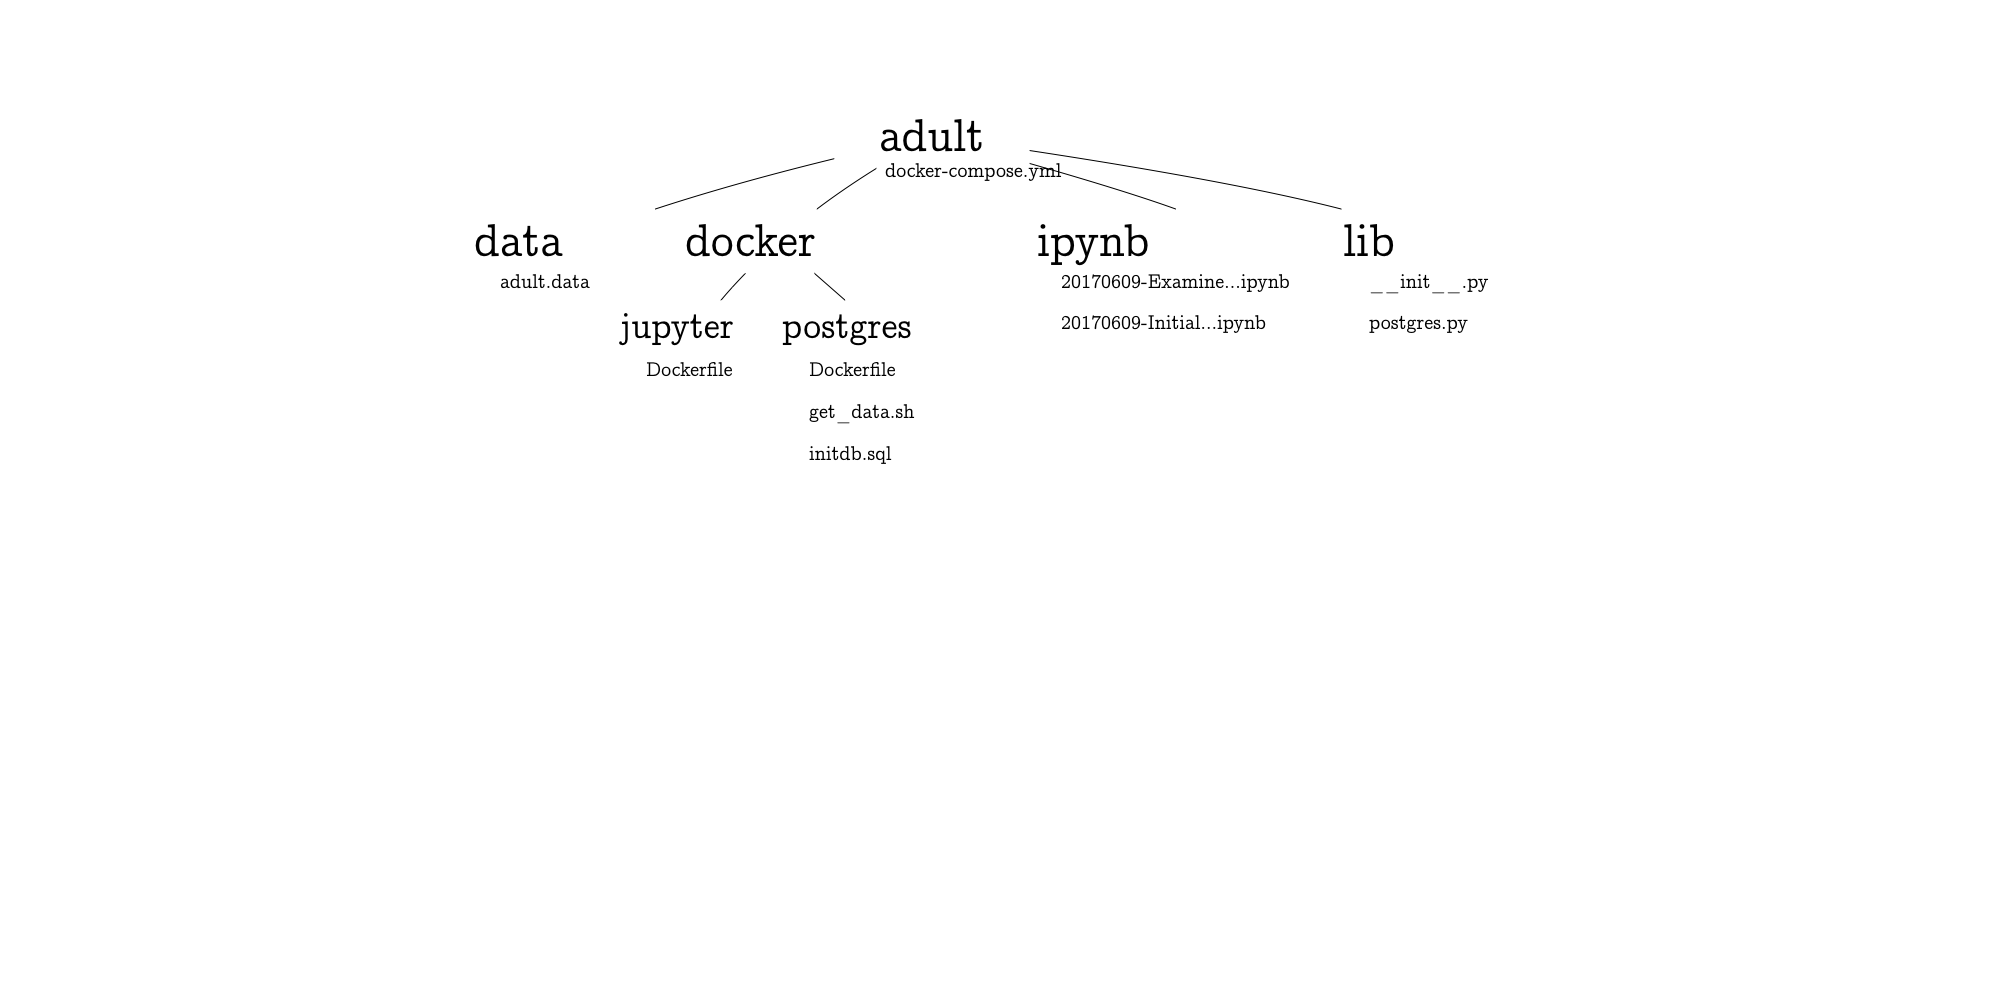 adult
docker-compose.yml
data
docker
ipynb
lib
adult.data
20170609-Examine...ipynb
__init__.py
jupyter
postgres
20170609-Initial...ipynb
postgres.py
Dockerfile
Dockerfile
get_data.sh
initdb.sql